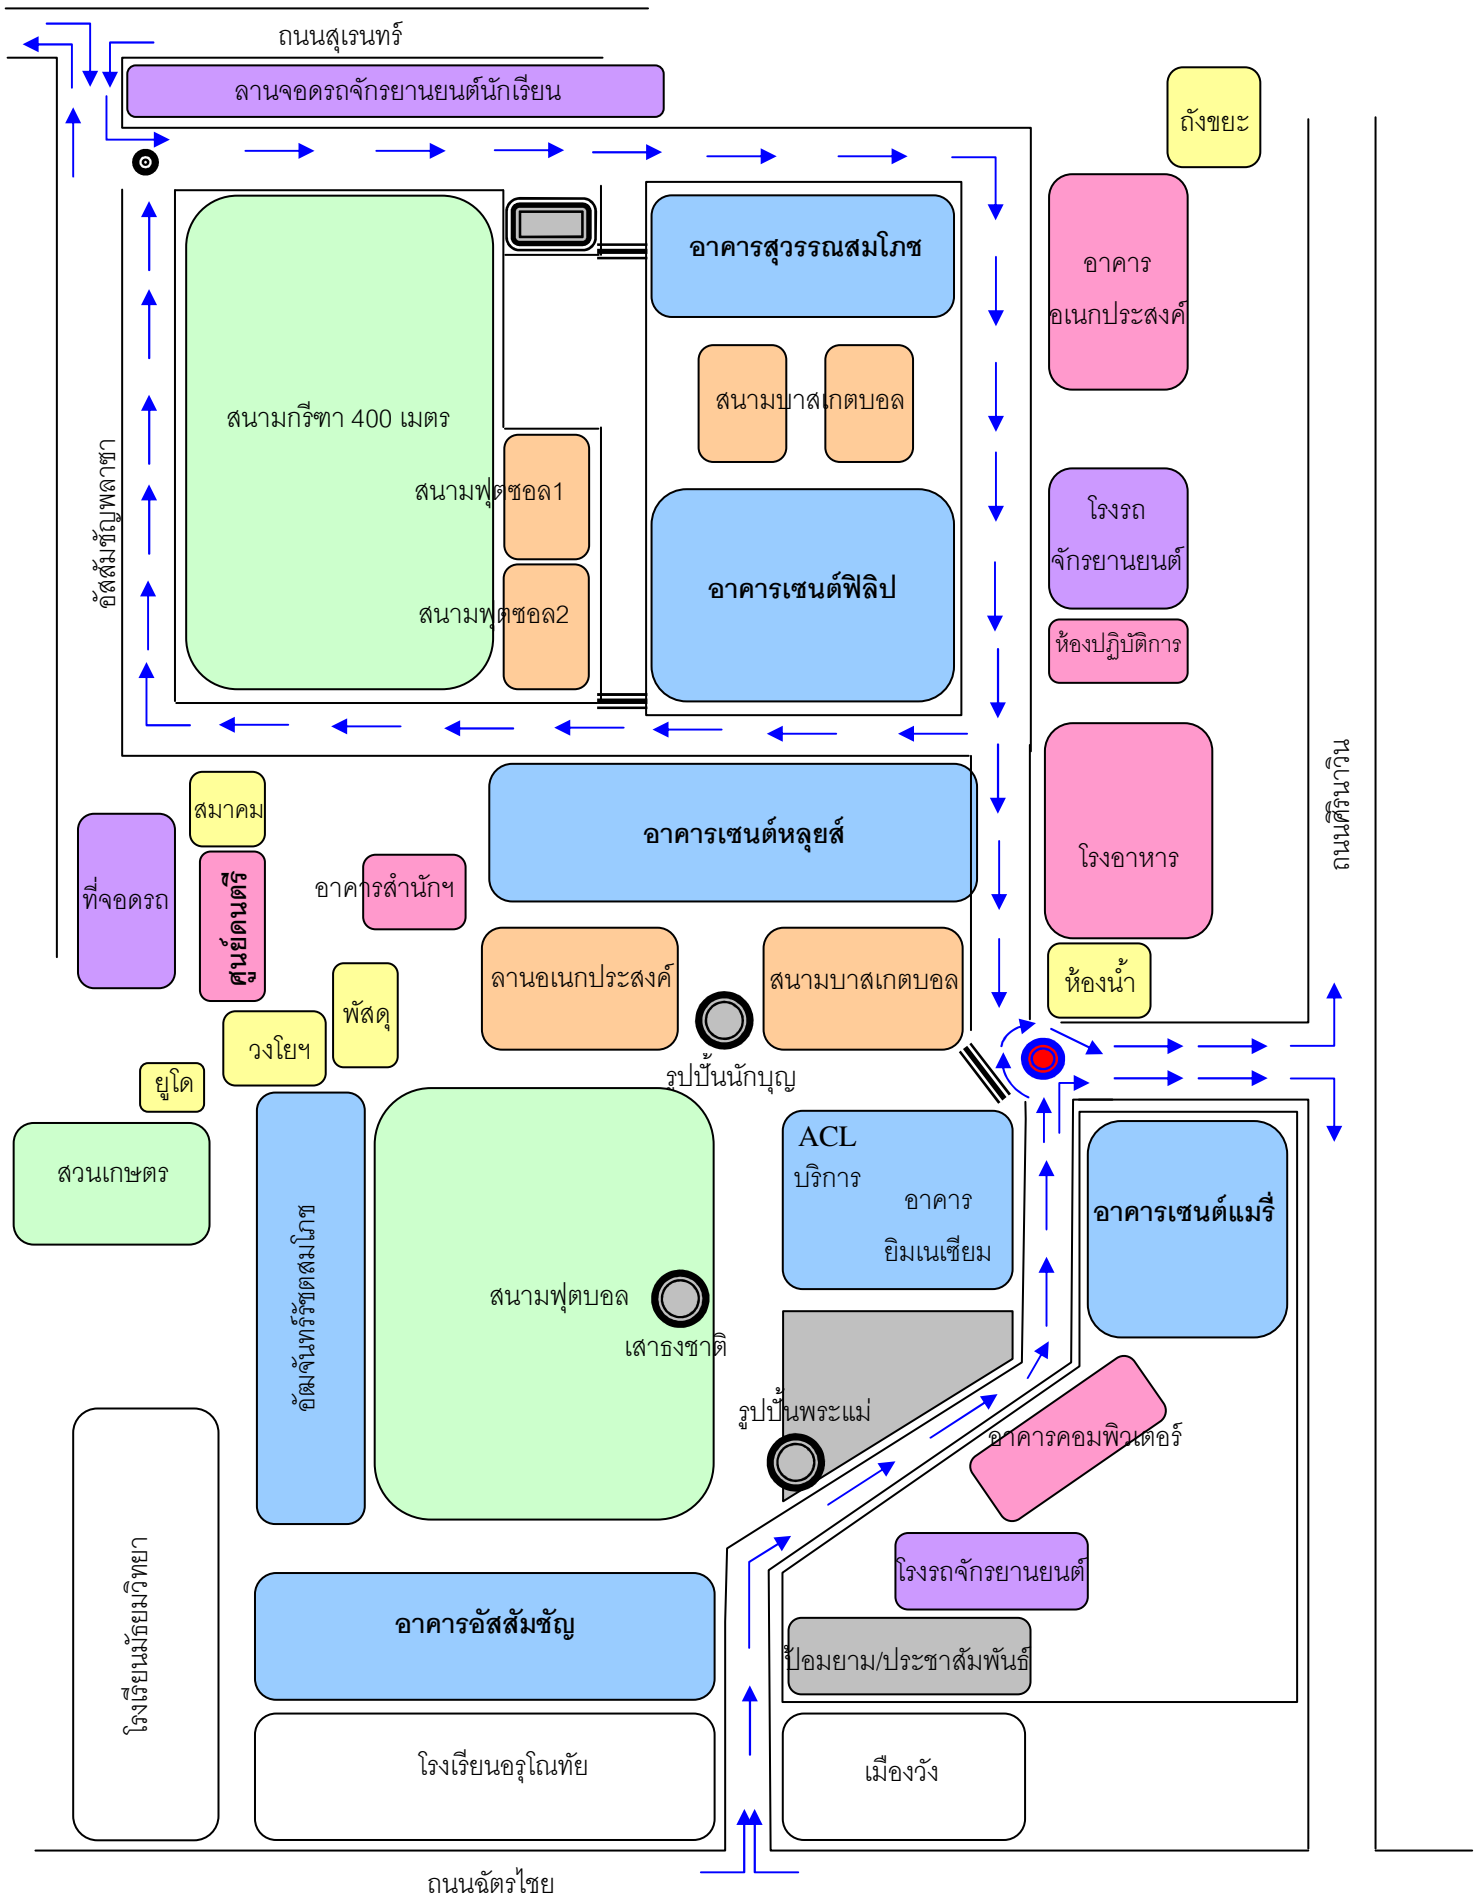 ถนนสุเรนทร์
ลานจอดรถจักรยานยนต์นักเรียน
ถังขยะ
อาคารสุวรรณสมโภช
อาคาร
อเนกประสงค์
สนามกรีฑา 400 เมตร
สนามบาสเกตบอล
อัสสัมชัญพลาซา
สนามฟุตซอล1
โรงรถ
จักรยานยนต์
อาคารเซนต์ฟิลิป
สนามฟุตซอล2
ห้องปฏิบัติการ
ถนนศิรินาวิน
สมาคม
อาคารเซนต์หลุยส์
โรงอาหาร
ที่จอดรถ
ศูนย์ดนตรี
อาคารสำนักฯ
ลานอเนกประสงค์
สนามบาสเกตบอล
ห้องน้ำ
พัสดุ
วงโยฯ
รูปปั้นนักบุญ
ยูโด
สวนเกษตร
ACL
บริการ
อาคาร
ยิมเนเซียม
อาคารเซนต์แมรี่
อัฒจันทร์รัชตสมโภช
สนามฟุตบอล
เสาธงชาติ
รูปปั้นพระแม่
อาคารคอมพิวเตอร์
โรงเรียนมัธยมวิทยา
โรงรถจักรยานยนต์
อาคารอัสสัมชัญ
ป้อมยาม/ประชาสัมพันธ์
โรงเรียนอรุโณทัย
เมืองวัง
ถนนฉัตรไชย